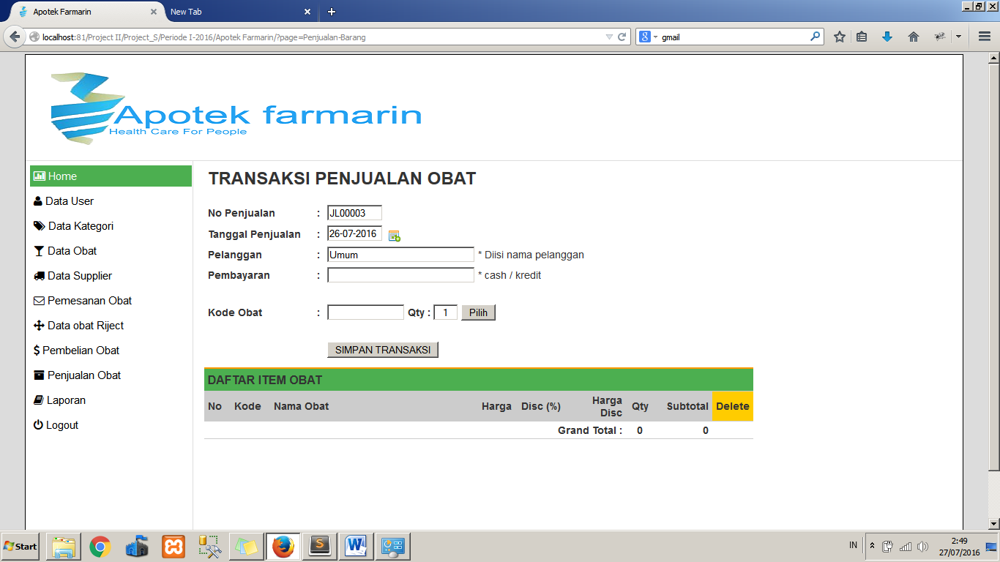 Apotek Farmarin
New Tab
localhost:81/Project II/Project_S/Periode I-2016/Apotek Farmarin/?page=Penjualan-Barang
gmail
Apotek farmarin
Health Care For People
Home
Data User
Data Kategori
Data Obat
Data Supplier
Pemesanan Obat
Data obat Riject
Pembelian Obat
Penjualan Obat
Laporan
Logout
TRANSAKSI PENJUALAN OBAT
No Penjualan : JL00003
Tanggal Penjualan : 26-07-2016
Pelanggan : Umum * Diisi nama pelanggan
Pembayaran : * cash / kredit
Kode Obat : Qty : 1 Pilih
SIMPAN TRANSAKSI
DAFTAR ITEM OBAT
No Kode Nama Obat Harga Disc (%) Harga Disc Qty Subtotal Delete
Grand Total : 0 0
Start
IN
2:49
27/07/2016